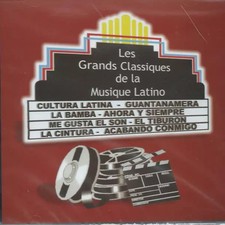 Les
Grands Classiques
de la
Musique Latino
CULTURA LATINA - GUANTANAMERA
LA BAMBA - AHORA Y SIEMPRE
ME GUSTA EL SON - EL TIBURON
LA CINTURA - ACABANDO CONMIGO